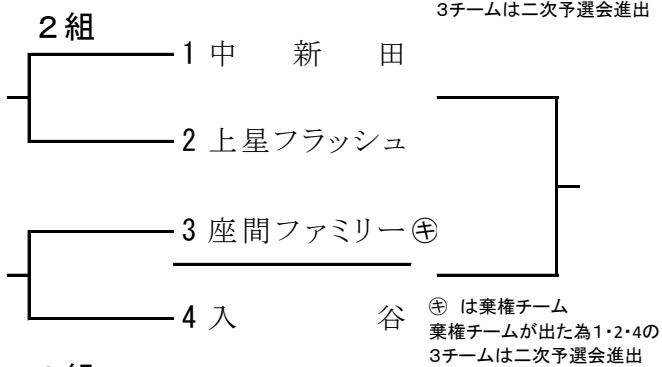 3チームは二次予選会進出
2組
1 中 新 田
2 上星フラッシュ
3 座間ファミリー㋖
4 入 谷
㋖ は棄権チーム
棄権チームが出た為1・2・4の
3チームは二次予選会進出